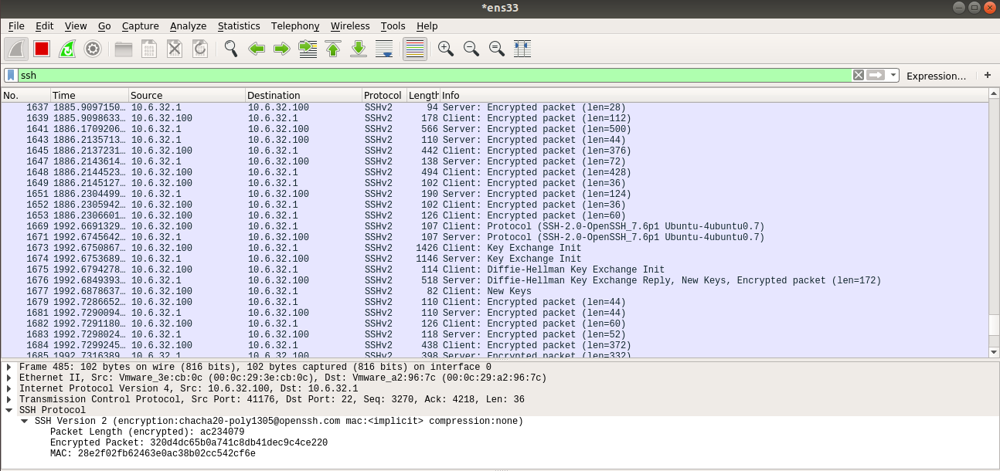 *ens33
File Edit View Go Capture Analyze Statistics Telephony Wireless Tools Help
ssh Expression... +
No. Time Source Destination Protocol Length Info
1637 1885.9097150... 10.6.32.1 10.6.32.100 SSHv2 94 Server: Encrypted packet (len=28)
1639 1885.9098633... 10.6.32.100 10.6.32.1 SSHv2 178 Client: Encrypted packet (len=112)
1641 1886.1709206... 10.6.32.1 10.6.32.100 SSHv2 566 Server: Encrypted packet (len=500)
1643 1886.2135713... 10.6.32.1 10.6.32.100 SSHv2 110 Server: Encrypted packet (len=44)
1645 1886.2137231... 10.6.32.100 10.6.32.1 SSHv2 442 Client: Encrypted packet (len=376)
1647 1886.2143614... 10.6.32.1 10.6.32.100 SSHv2 138 Server: Encrypted packet (len=72)
1648 1886.2144523... 10.6.32.100 10.6.32.1 SSHv2 494 Client: Encrypted packet (len=428)
1649 1886.2145127... 10.6.32.100 10.6.32.1 SSHv2 102 Client: Encrypted packet (len=36)
1651 1886.2304499... 10.6.32.1 10.6.32.100 SSHv2 190 Server: Encrypted packet (len=124)
1652 1886.2305942... 10.6.32.100 10.6.32.1 SSHv2 102 Client: Encrypted packet (len=36)
1653 1886.2306601... 10.6.32.100 10.6.32.1 SSHv2 126 Client: Encrypted packet (len=60)
1669 1992.6691329... 10.6.32.100 10.6.32.1 SSHv2 107 Client: Protocol (SSH-2.0-OpenSSH_7.6p1 Ubuntu-4ubuntu0.7)
1671 1992.6745642... 10.6.32.1 10.6.32.100 SSHv2 107 Server: Protocol (SSH-2.0-OpenSSH_7.6p1 Ubuntu-4ubuntu0.7)
1673 1992.6750867... 10.6.32.100 10.6.32.1 SSHv2 1426 Client: Key Exchange Init
1674 1992.6753689... 10.6.32.1 10.6.32.100 SSHv2 1146 Server: Key Exchange Init
1675 1992.6794278... 10.6.32.100 10.6.32.1 SSHv2 114 Client: Diffie-Hellman Key Exchange Init
1676 1992.6849393... 10.6.32.1 10.6.32.100 SSHv2 518 Server: Diffie-Hellman Key Exchange Reply, New Keys, Encrypted packet (len=172)
1677 1992.6878637... 10.6.32.100 10.6.32.1 SSHv2 82 Client: New Keys
1679 1992.7286652... 10.6.32.100 10.6.32.1 SSHv2 110 Client: Encrypted packet (len=44)
1681 1992.7290094... 10.6.32.1 10.6.32.100 SSHv2 110 Server: Encrypted packet (len=44)
1682 1992.7291180... 10.6.32.100 10.6.32.1 SSHv2 126 Client: Encrypted packet (len=60)
1683 1992.7298024... 10.6.32.1 10.6.32.100 SSHv2 118 Server: Encrypted packet (len=52)
1684 1992.7299245... 10.6.32.100 10.6.32.1 SSHv2 438 Client: Encrypted packet (len=372)
1685 1992.7316389... 10.6.32.1 10.6.32.100 SSHv2 398 Server: Encrypted packet (len=332)
Frame 485: 102 bytes on wire (816 bits), 102 bytes captured (816 bits) on interface 0
Ethernet II, Src: Vmware_3e:cb:0c (00:0c:29:3e:cb:0c), Dst: Vmware_a2:96:7c (00:0c:29:a2:96:7c)
Internet Protocol Version 4, Src: 10.6.32.100, Dst: 10.6.32.1
Transmission Control Protocol, Src Port: 41176, Dst Port: 22, Seq: 3270, Ack: 4218, Len: 36
SSH Protocol
SSH Version 2 (encryption:chacha20-poly1305@openssh.com mac:<implicit> compression:none)
Packet Length (encrypted): ac234079
Encrypted Packet: 320d4dc65b0a741c8db41dec9c4ce220
MAC: 28e2f02fb62463e0ac38b02cc542cf6e